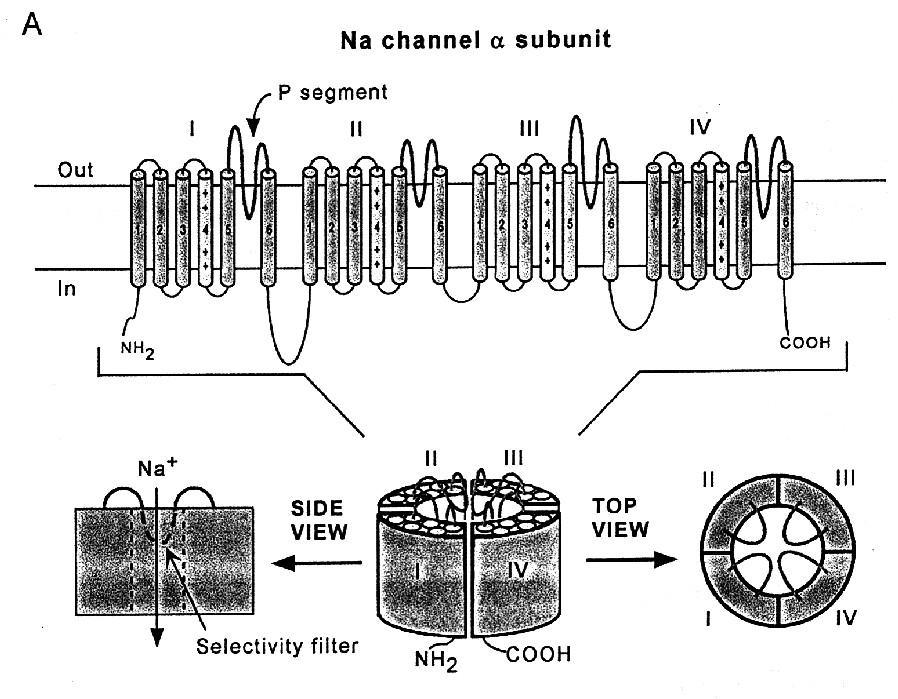 A
Na channel α subunit
P segment
I II III IV
Out
1 2 3 + + 4 + + 5 6 1 2 3 + + 4 + + 5 6 1 2 3 + + 4 + + 5 6 1 2 3 + + 4 + + 5 6
In
NH2
COOH
Na+
SIDE
VIEW
Selectivity filter
II III
I IV
NH2 COOH
TOP
VIEW
II III
I IV